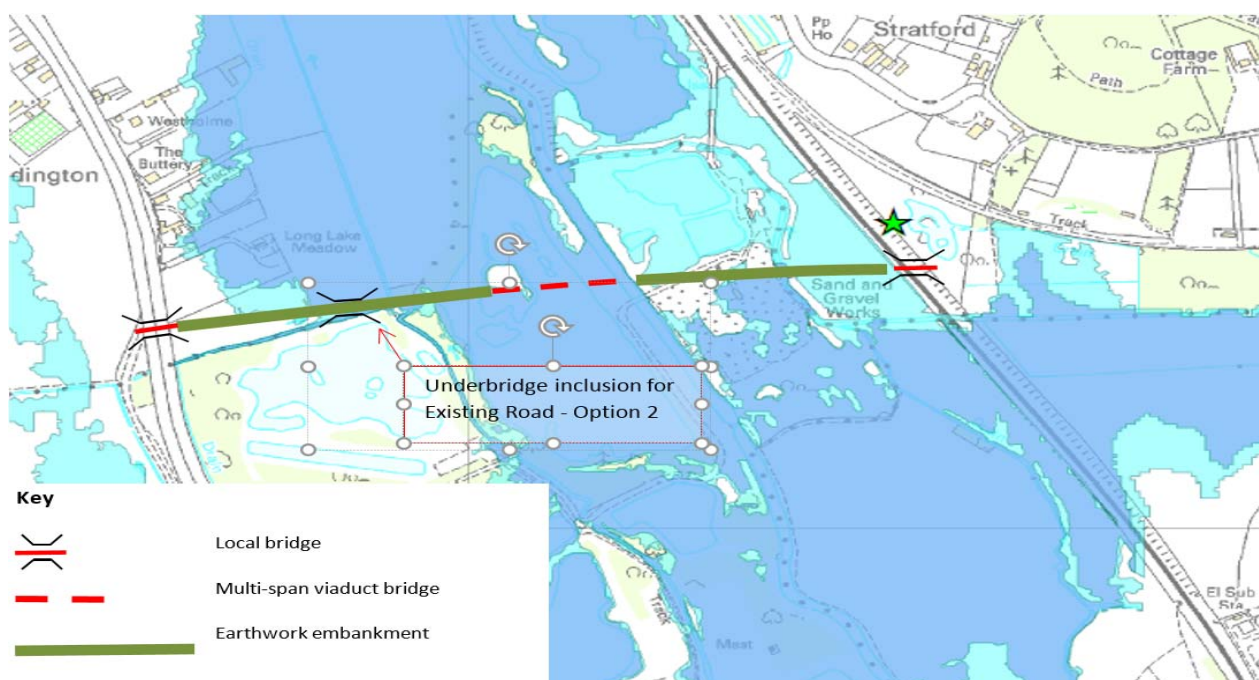 Pp
Ho
Stratford
Cottage
Farm
Path
Westholme
The
Buttery
Track
dington
Long Lake
Meadow
Track
Sand and
Gravel
Works
Underbridge inclusion for
Existing Road - Option 2
Drain
Key
Local bridge
Multi-span viaduct bridge
Earthwork embankment
Track
Meat
El Sub
Sta